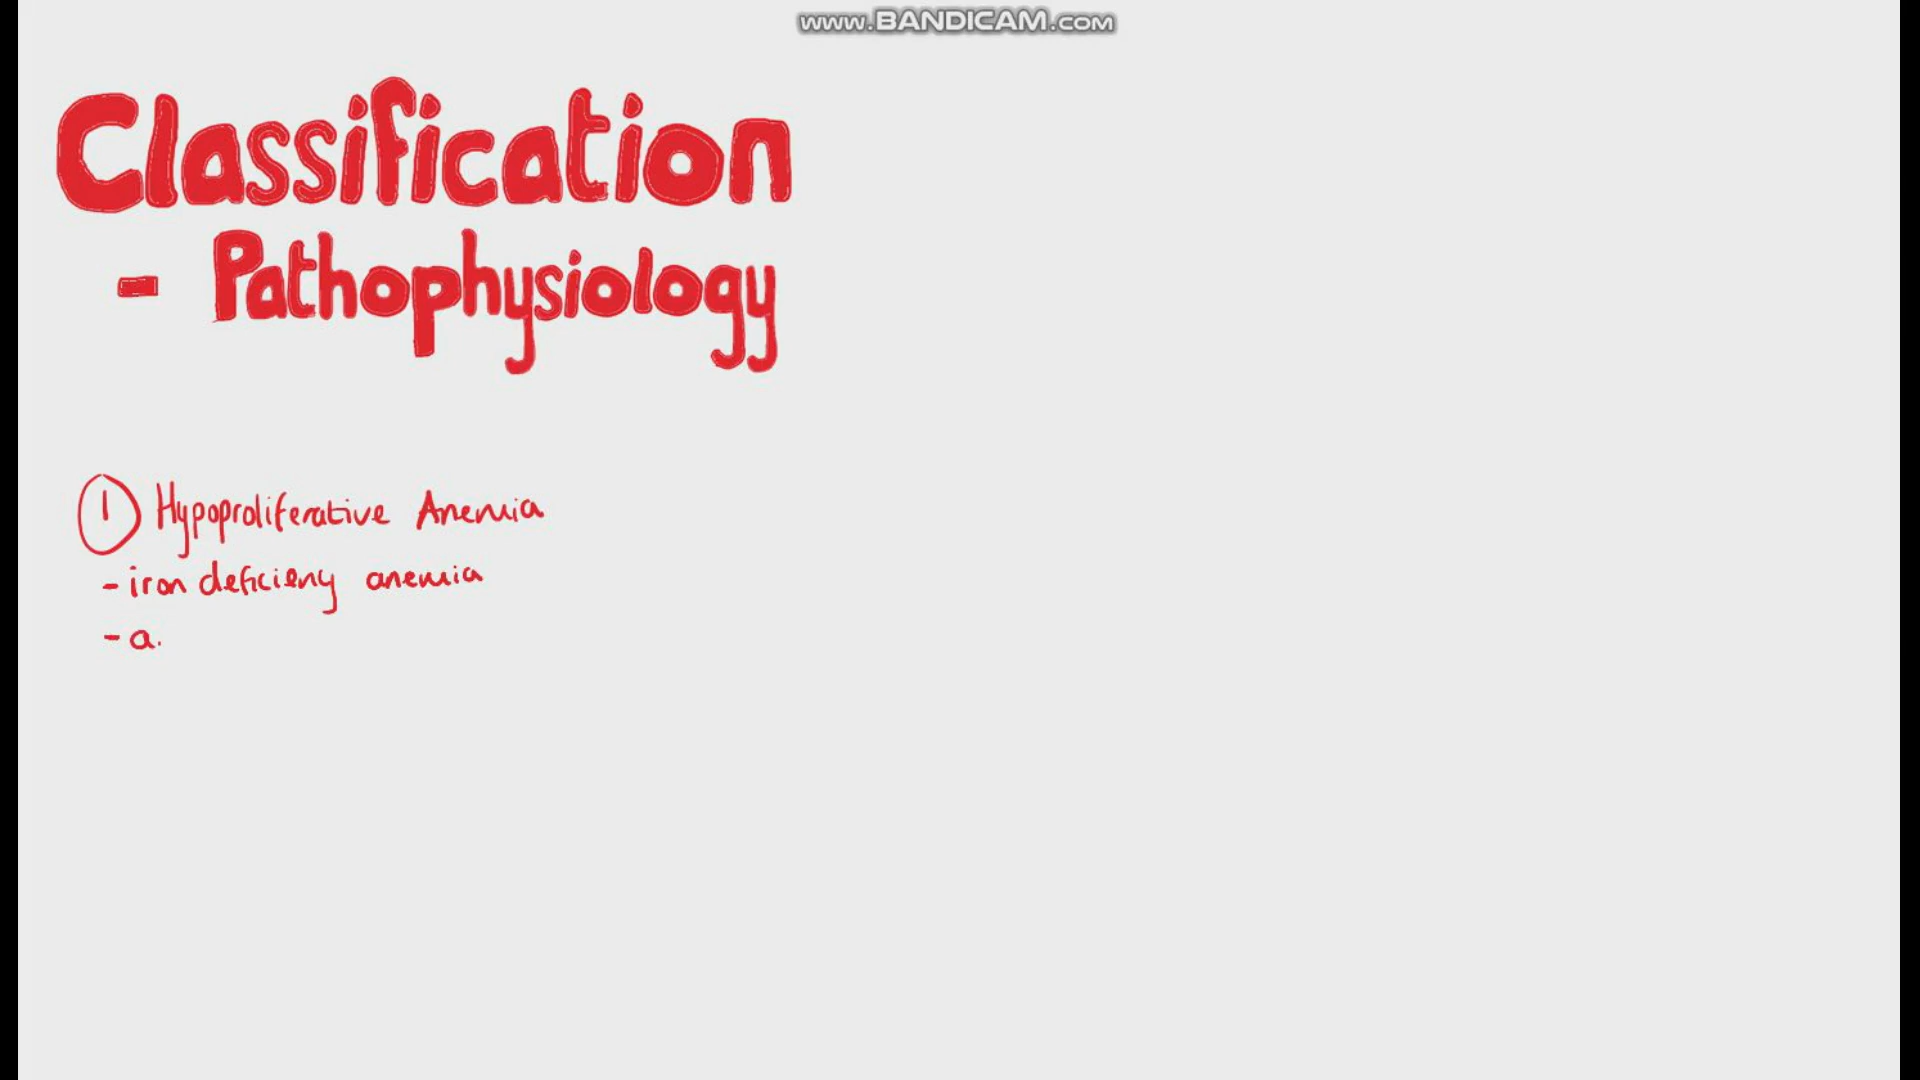 www.BANDICAM.com
Classification
- Pathophysiology
1 Hypoproliferative Anemia
- iron deficieny anemia
- a.